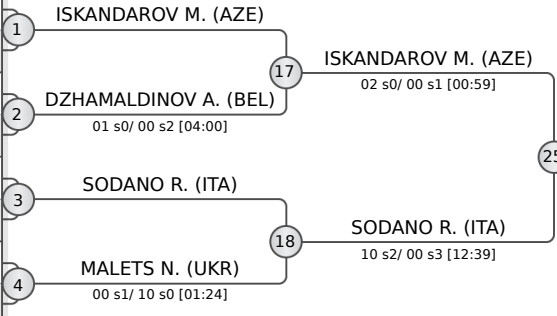 ISKANDAROV M. (AZE)
1
17
ISKANDAROV M. (AZE)
02 s0/ 00 s1 [00:59]
DZHAMALDINOV A. (BEL)
2
01 s0/ 00 s2 [04:00]
25
SODANO R. (ITA)
3
18
SODANO R. (ITA)
10 s2/ 00 s3 [12:39]
MALETS N. (UKR)
4
00 s1/ 10 s0 [01:24]